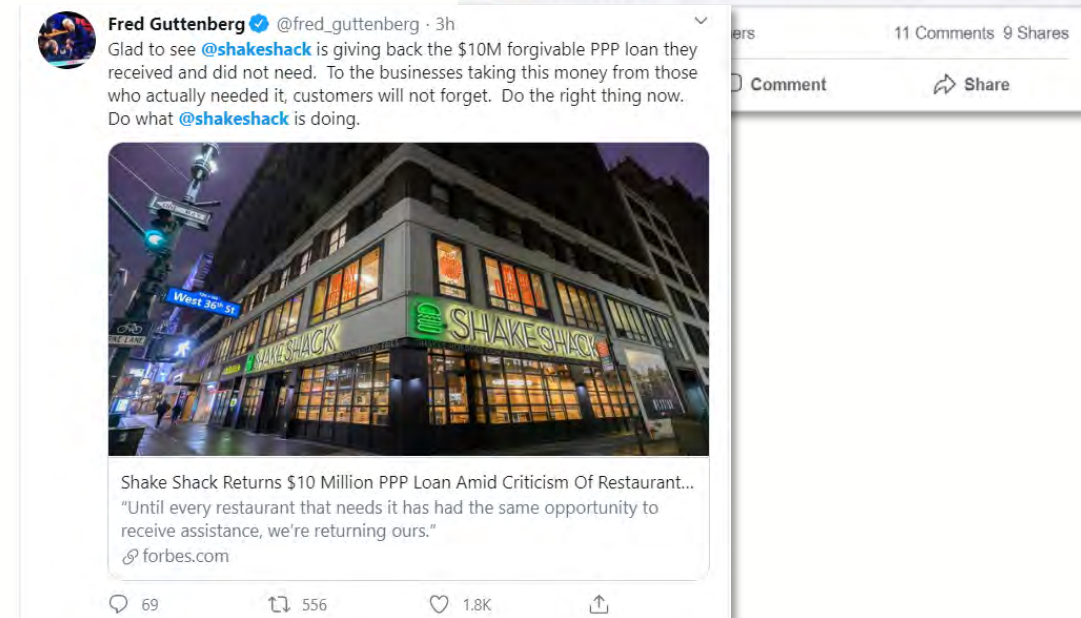 Fred Guttenberg @fred_guttenberg · 3h
Glad to see @shakeshack is giving back the $10M forgivable PPP loan they
received and did not need. To the businesses taking this money from those
who actually needed it, customers will not forget. Do the right thing now.
Do what @shakeshack is doing.
West 36th St
LANE
SHAKE SHACK
SHAKE SHACK
Shake Shack Returns $10 Million PPP Loan Amid Criticism Of Restaurant...
"Until every restaurant that needs it has had the same opportunity to
receive assistance, we're returning ours."
forbes.com
69 556 1.8K
ers 11 Comments 9 Shares
Comment Share